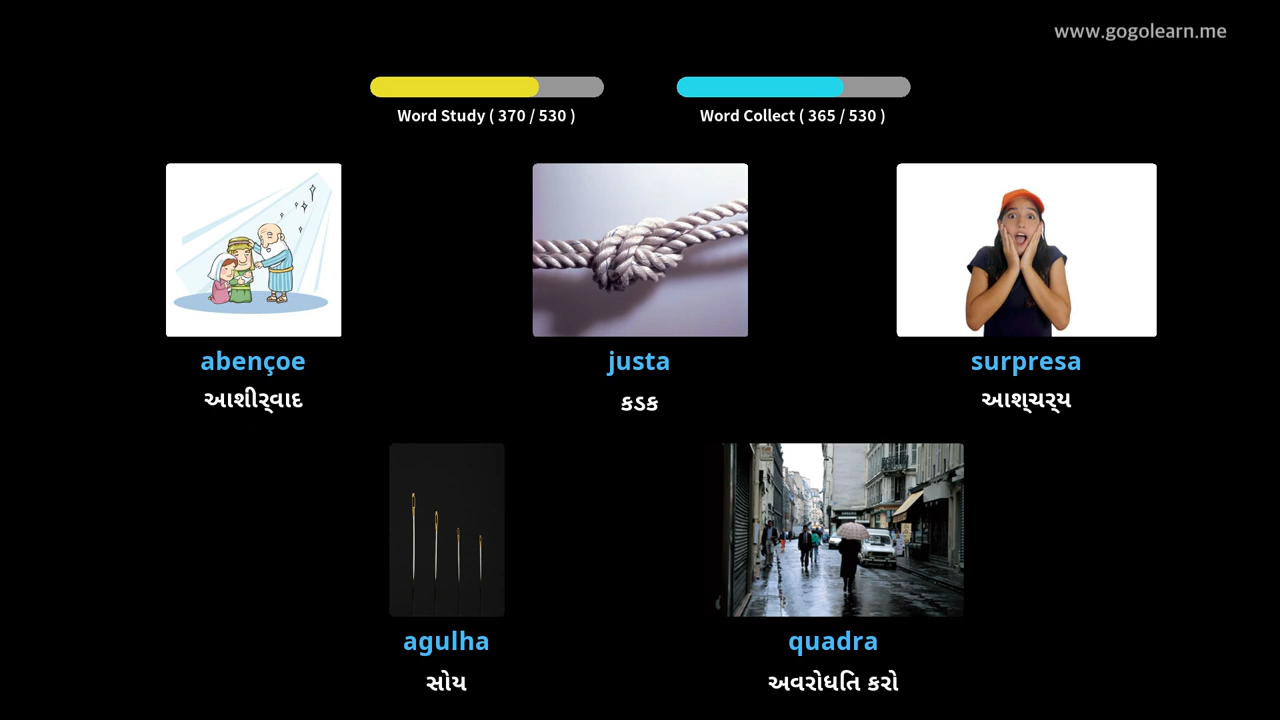 www.gogolearn.me
Word Study ( 370 / 530 )
Word Collect ( 365 / 530 )
abençoe
આશીર્વાદ
justa
કડક
surpresa
આશ્ચર્ય
agulha
સોય
quadra
અવરોધતિ કરો